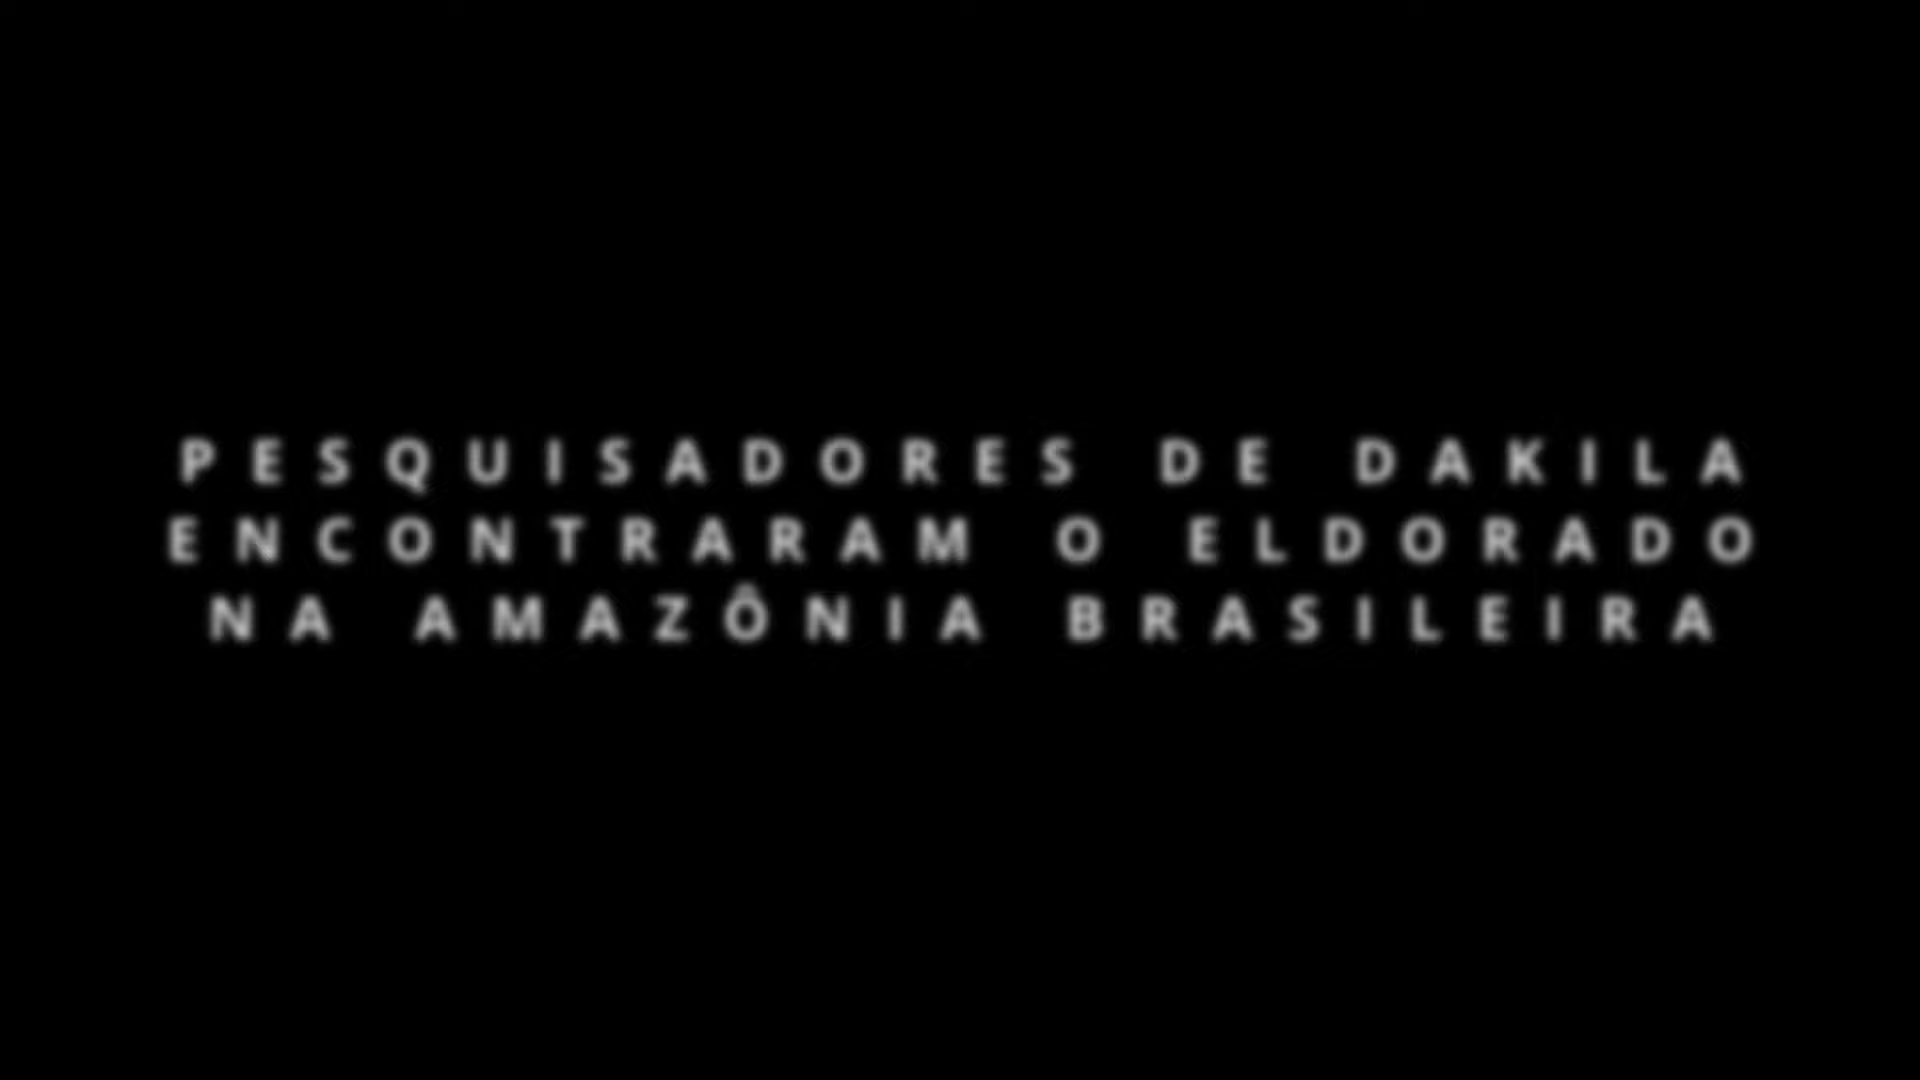 PESQUISADORES DE DAKILA
ENCONTRARAM O ELDORADO
NA AMAZÔNIA BRASILEIRA